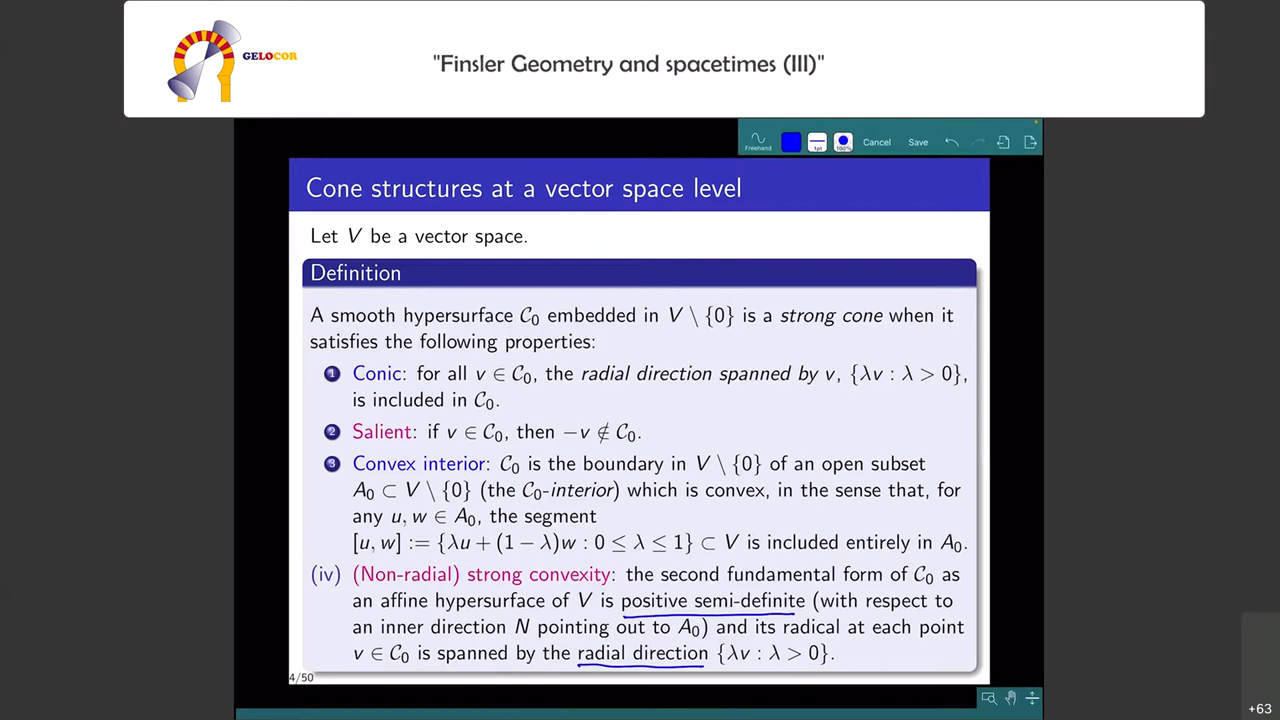 GELOCOR
"Finsler Geometry and spacetimes (III)"
Freehand
1pt
100%
Cancel
Save
Cone structures at a vector space level
Let V be a vector space.
Definition
A smooth hypersurface 𝒞₀ embedded in V \ {0} is a strong cone when it
satisfies the following properties:
1 Conic: for all v ∈ 𝒞₀, the radial direction spanned by v, {λv : λ > 0},
is included in 𝒞₀.
2 Salient: if v ∈ 𝒞₀, then −v ∉ 𝒞₀.
3 Convex interior: 𝒞₀ is the boundary in V \ {0} of an open subset
A₀ ⊂ V \ {0} (the 𝒞₀-interior) which is convex, in the sense that, for
any u, w ∈ A₀, the segment
[u, w] := {λu + (1 − λ)w : 0 ≤ λ ≤ 1} ⊂ V is included entirely in A₀.
(iv) (Non-radial) strong convexity: the second fundamental form of 𝒞₀ as
an affine hypersurface of V is positive semi-definite (with respect to
an inner direction N pointing out to A₀) and its radical at each point
v ∈ 𝒞₀ is spanned by the radial direction {λv : λ > 0}.
4/50
+63